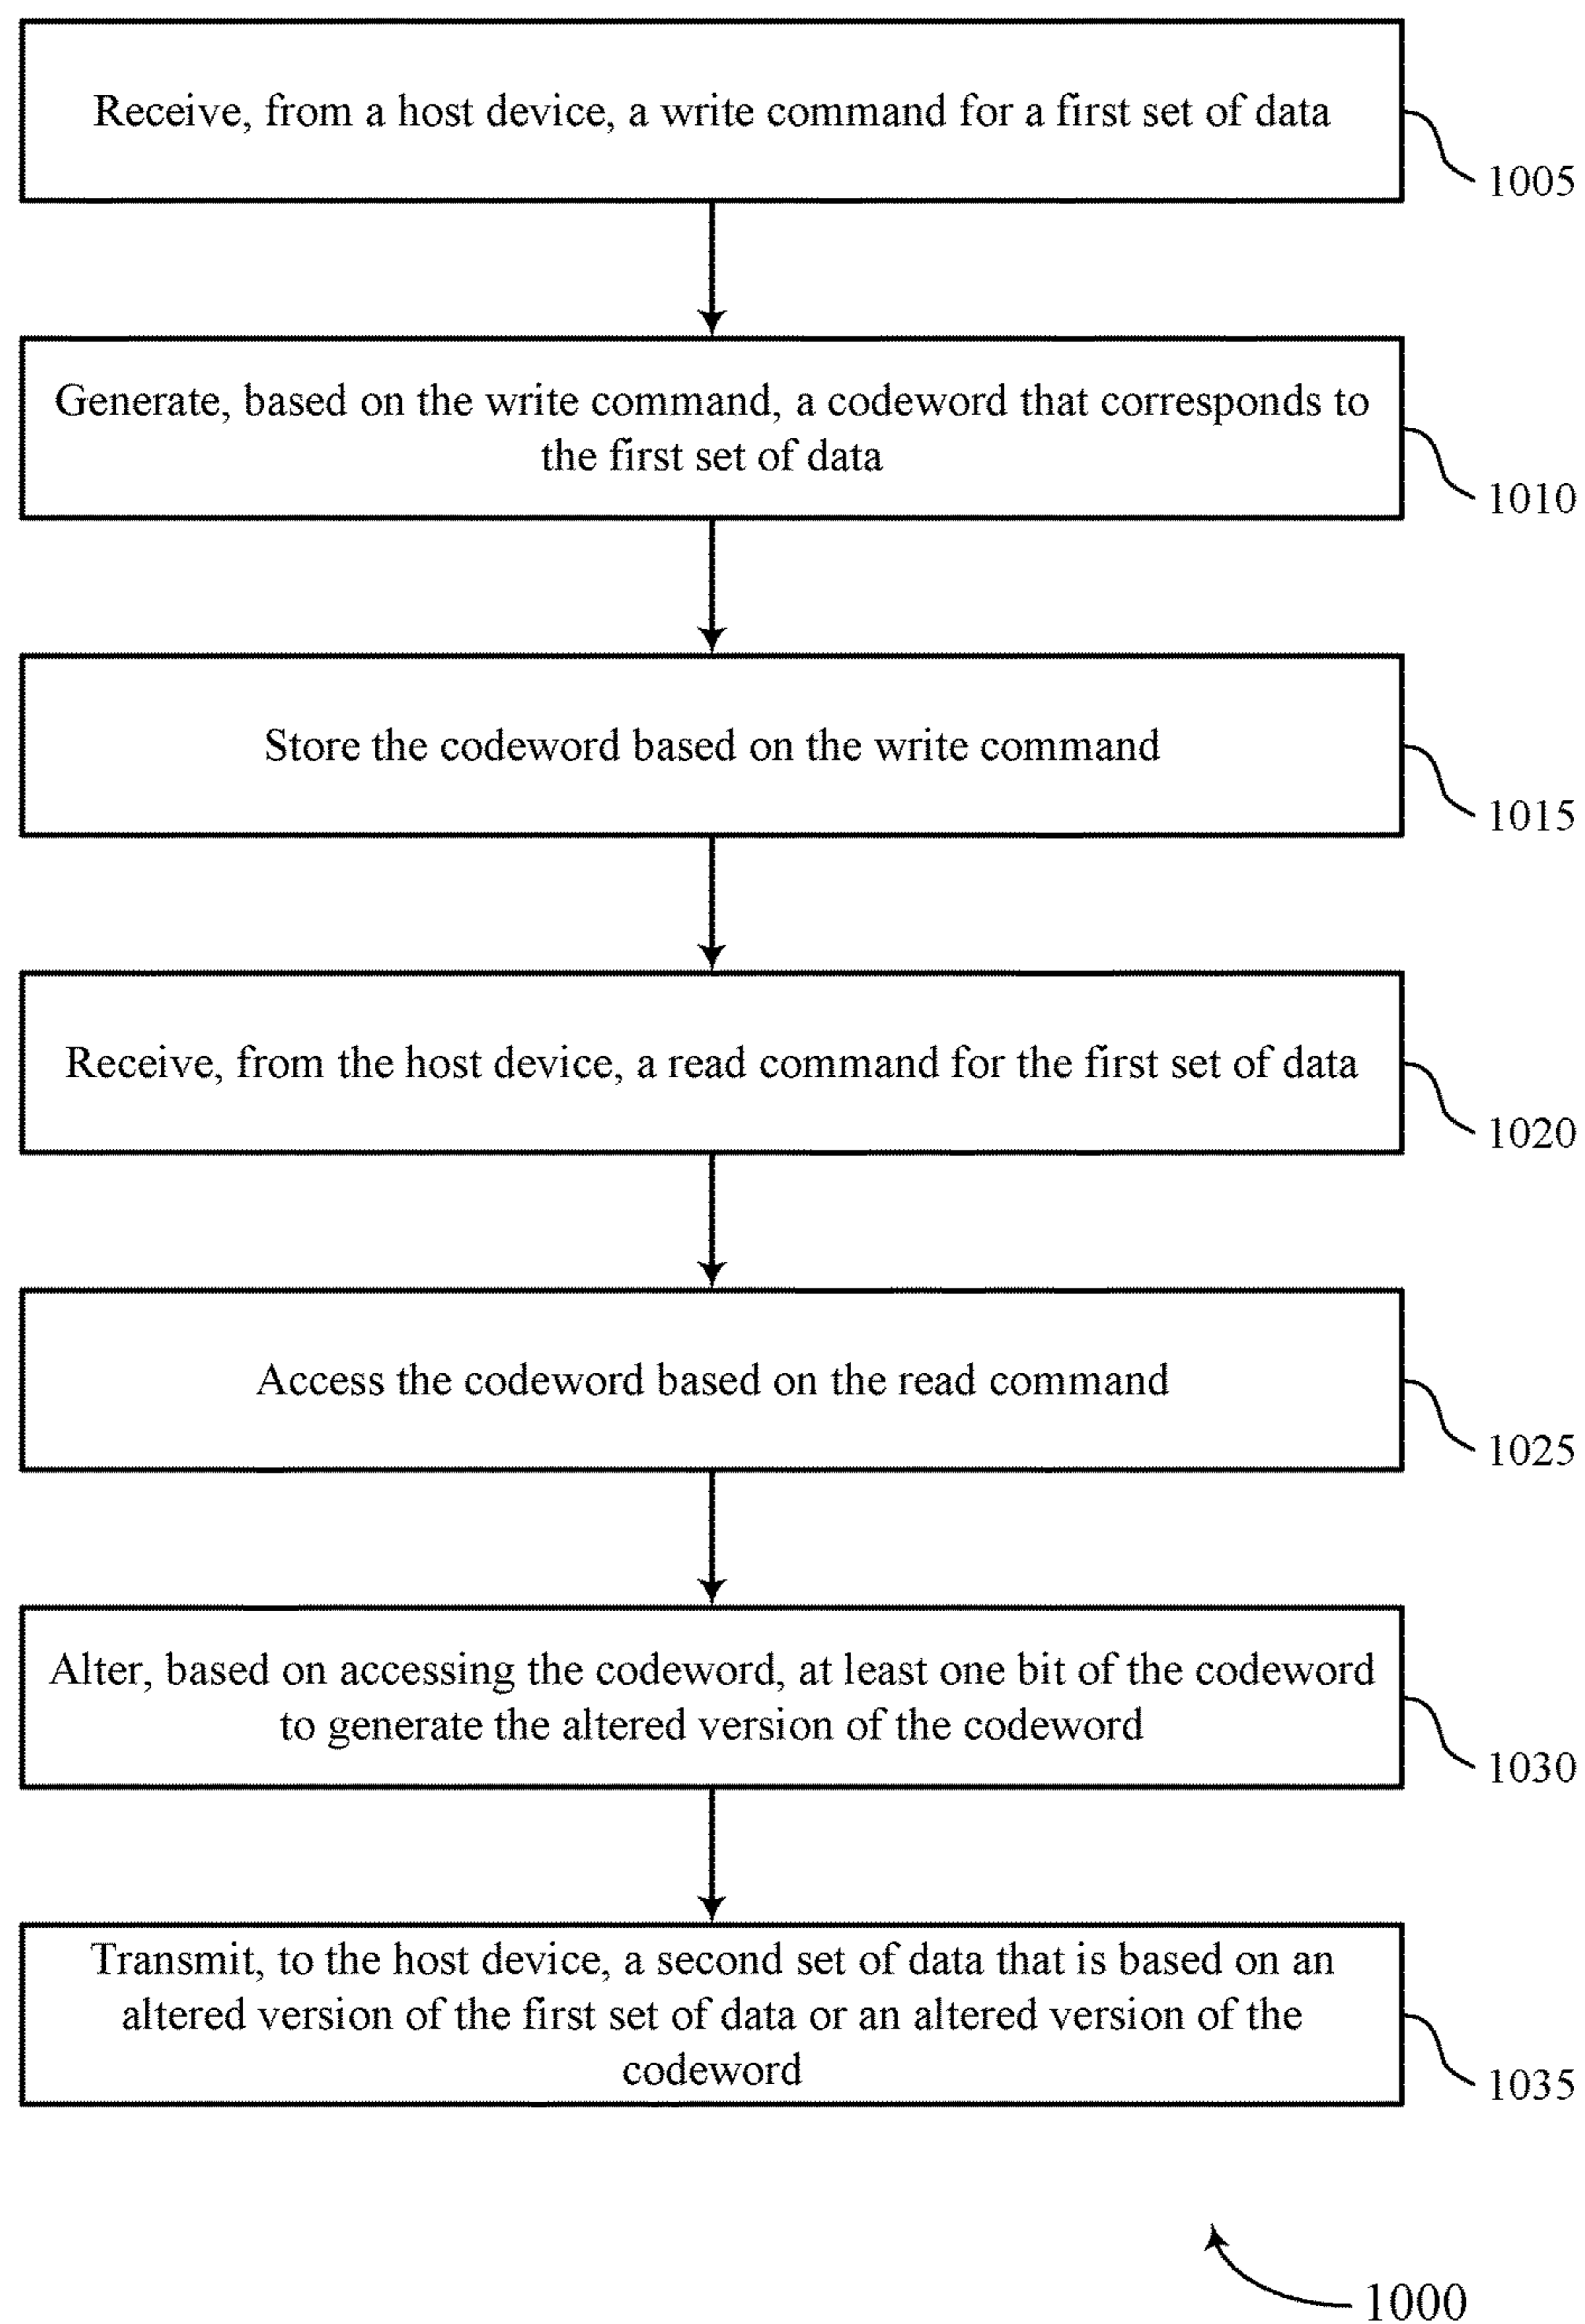 Receive, from a host device, a write command for a first set of data
1005
Generate, based on the write command, a codeword that corresponds to
the first set of data
1010
Store the codeword based on the write command
1015
Receive, from the host device, a read command for the first set of data
1020
Access the codeword based on the read command
1025
Alter, based on accessing the codeword, at least one bit of the codeword
to generate the altered version of the codeword
1030
Transmit, to the host device, a second set of data that is based on an
altered version of the first set of data or an altered version of the
codeword
1035
1000